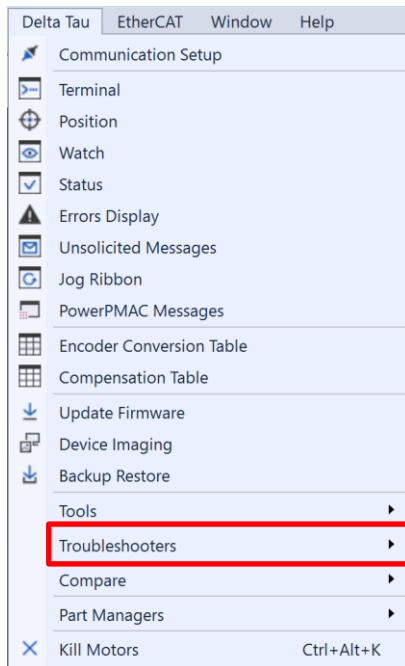 Delta Tau EtherCAT Window Help
Communication Setup
Terminal
Position
Watch
Status
Errors Display
Unsolicited Messages
Jog Ribbon
PowerPMAC Messages
Encoder Conversion Table
Compensation Table
Update Firmware
Device Imaging
Backup Restore
Tools
Troubleshooters
Compare
Part Managers
Kill Motors Ctrl+Alt+K